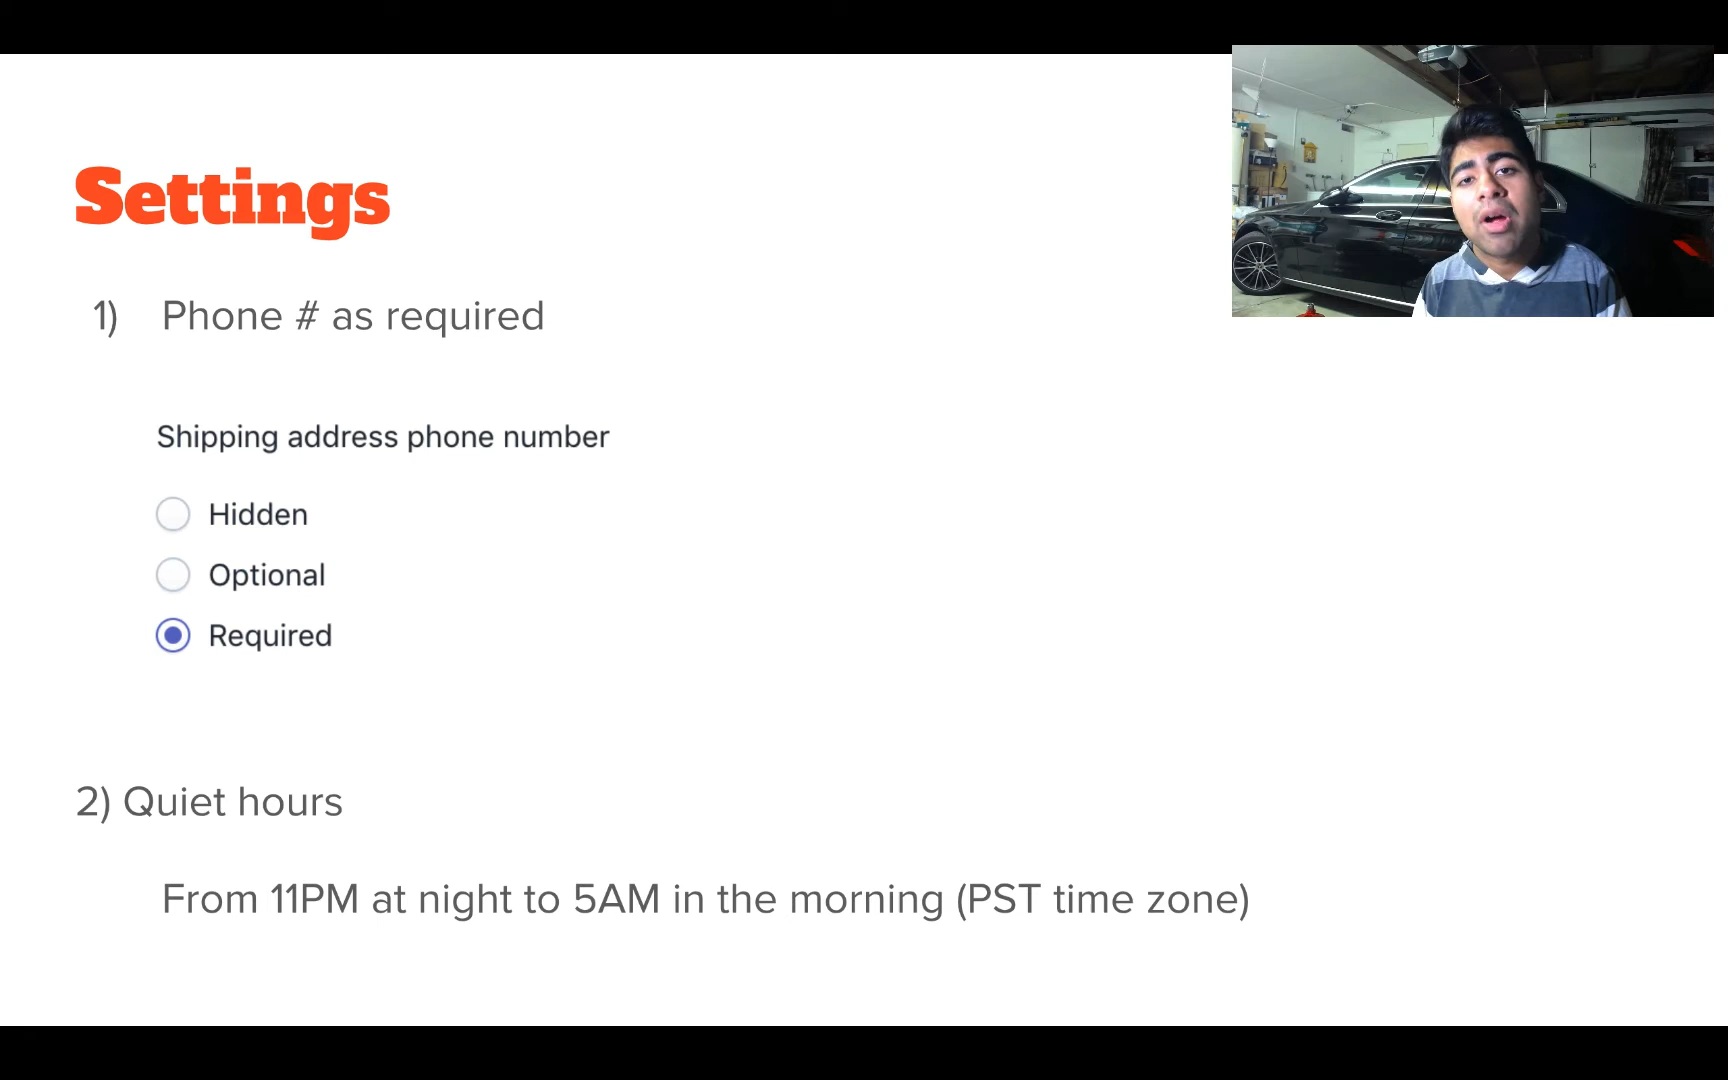 Settings
1) Phone # as required
Shipping address phone number
Hidden
Optional
Required
2) Quiet hours
From 11PM at night to 5AM in the morning (PST time zone)